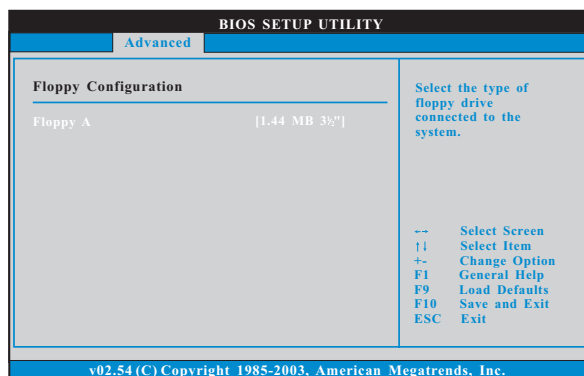 BIOS SETUP UTILITY
Advanced
Floppy Configuration
Floppy A [1.44 MB 3½"]
Select the type of
floppy drive
connected to the
system.
←→ Select Screen
↑↓ Select Item
+- Change Option
F1 General Help
F9 Load Defaults
F10 Save and Exit
ESC Exit
v02.54 (C) Copyright 1985-2003, American Megatrends, Inc.